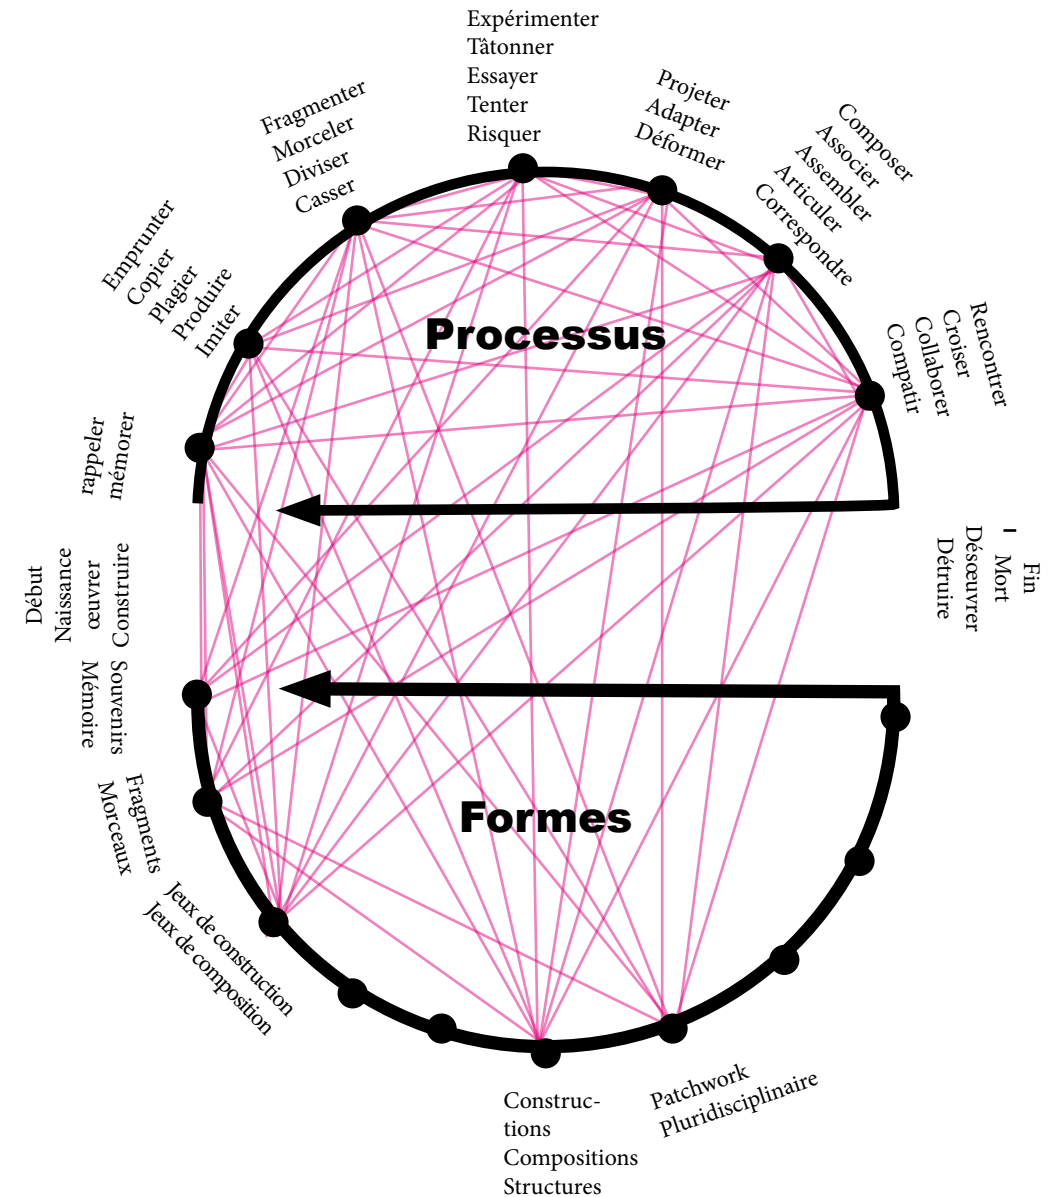 Expérimenter
Tâtonner
Essayer
Tenter
Risquer
Projeter
Adapter
Déformer
Composer
Associer
Assembler
Articuler
Correspondre
Rencontrer
Croiser
Collaborer
Compatir
Fragmenter
Morceler
Diviser
Casser
Emprunter
Copier
Plagier
Produire
Imiter
rappeler
mémorer
Processus
Début
Naissance
œuvrer
Construire
Fin
Mort
Désœuvrer
Détruire
Souvenirs
Mémoire
Fragments
Morceaux
Jeux de construction
Jeux de composition
Formes
Construc-
tions
Compositions
Structures
Patchwork
Pluridisciplinaire